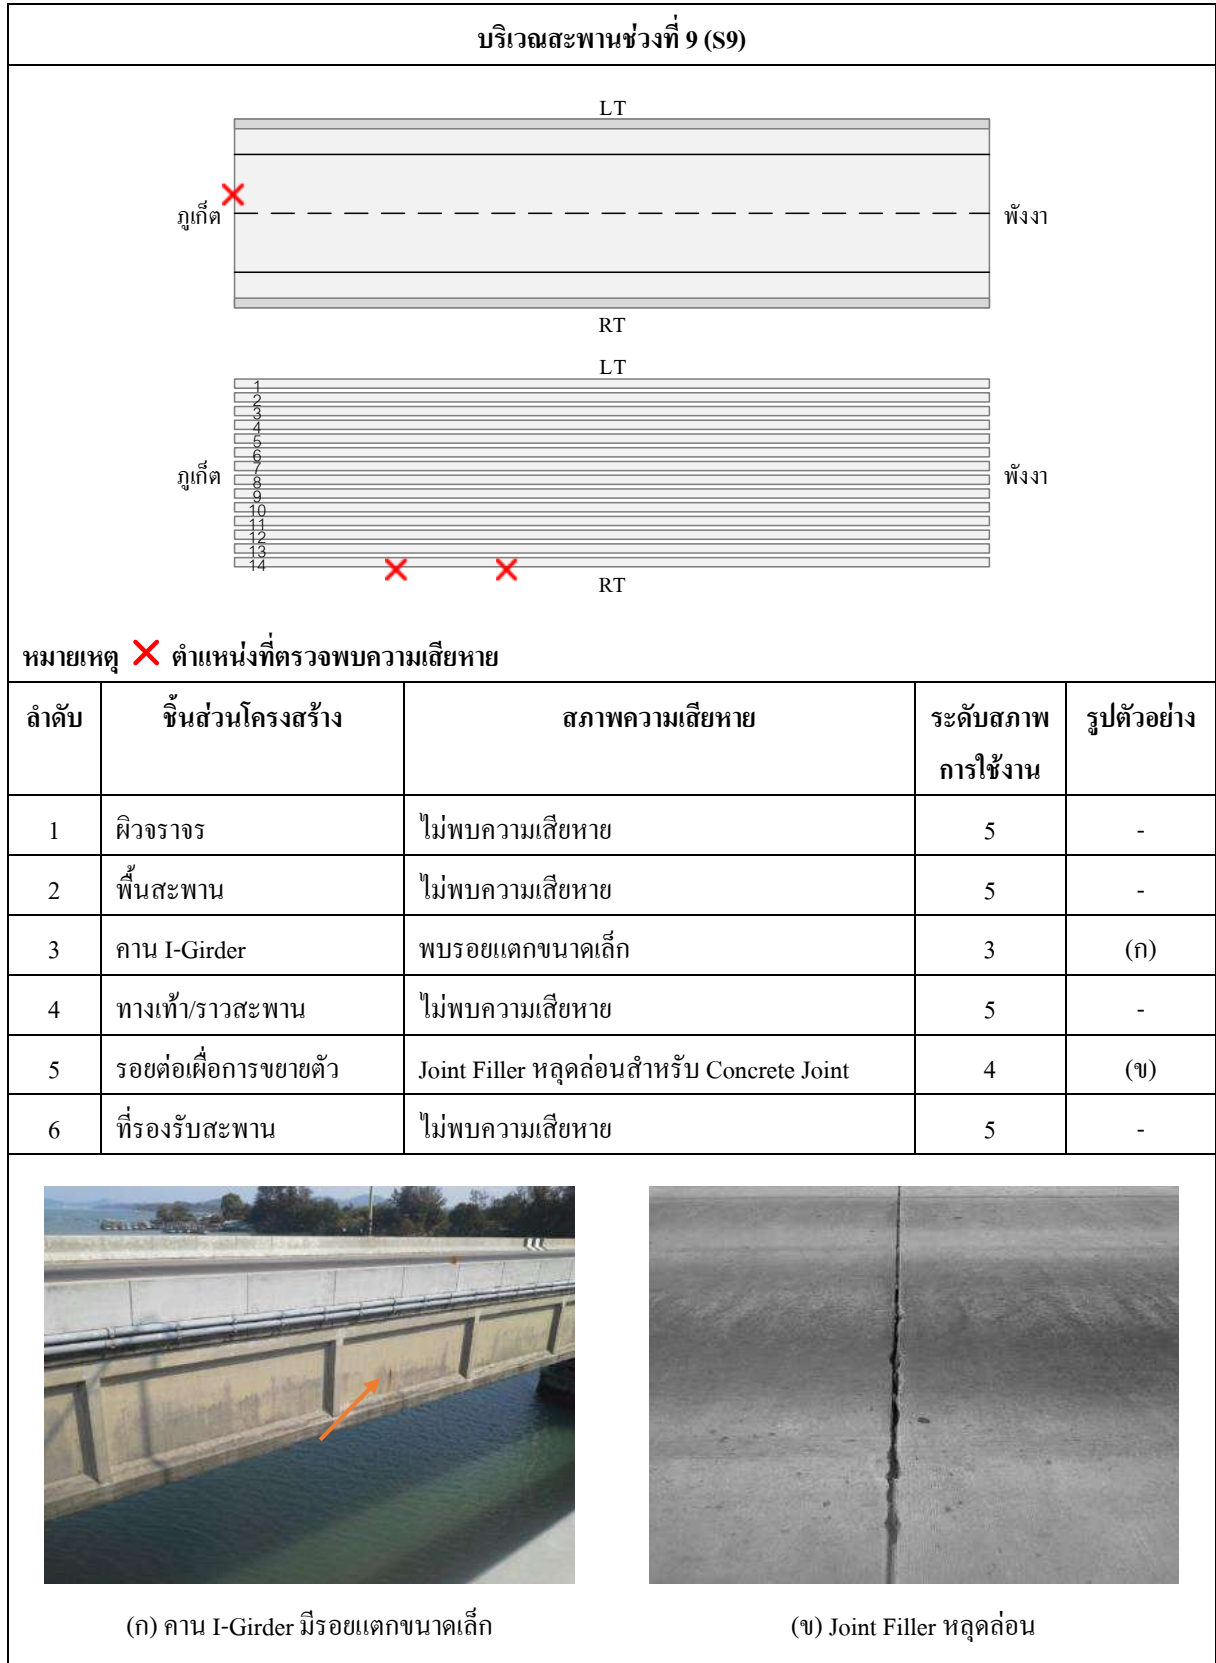 บริเวณสะพานช่วงที่ 9 (S9)
LT
ภูเก็ต
พังงา
RT
LT
1
2
3
4
5
6
7
8
9
10
11
12
13
14
ภูเก็ต
พังงา
RT
หมายเหตุ ❌ ตำแหน่งที่ตรวจพบความเสียหาย
ลำดับ ชิ้นส่วนโครงสร้าง สภาพความเสียหาย ระดับสภาพ รูปตัวอย่าง
การใช้งาน
1 ผิวจราจร ไม่พบความเสียหาย 5 -
2 พื้นสะพาน ไม่พบความเสียหาย 5 -
3 คาน I-Girder พบรอยแตกขนาดเล็ก 3 (ก)
4 ทางเท้า/ราวสะพาน ไม่พบความเสียหาย 5 -
5 รอยต่อเผื่อการขยายตัว Joint Filler หลุดล่อนสำหรับ Concrete Joint 4 (ข)
6 ที่รองรับสะพาน ไม่พบความเสียหาย 5 -
(ก) คาน I-Girder มีรอยแตกขนาดเล็ก
(ข) Joint Filler หลุดล่อน